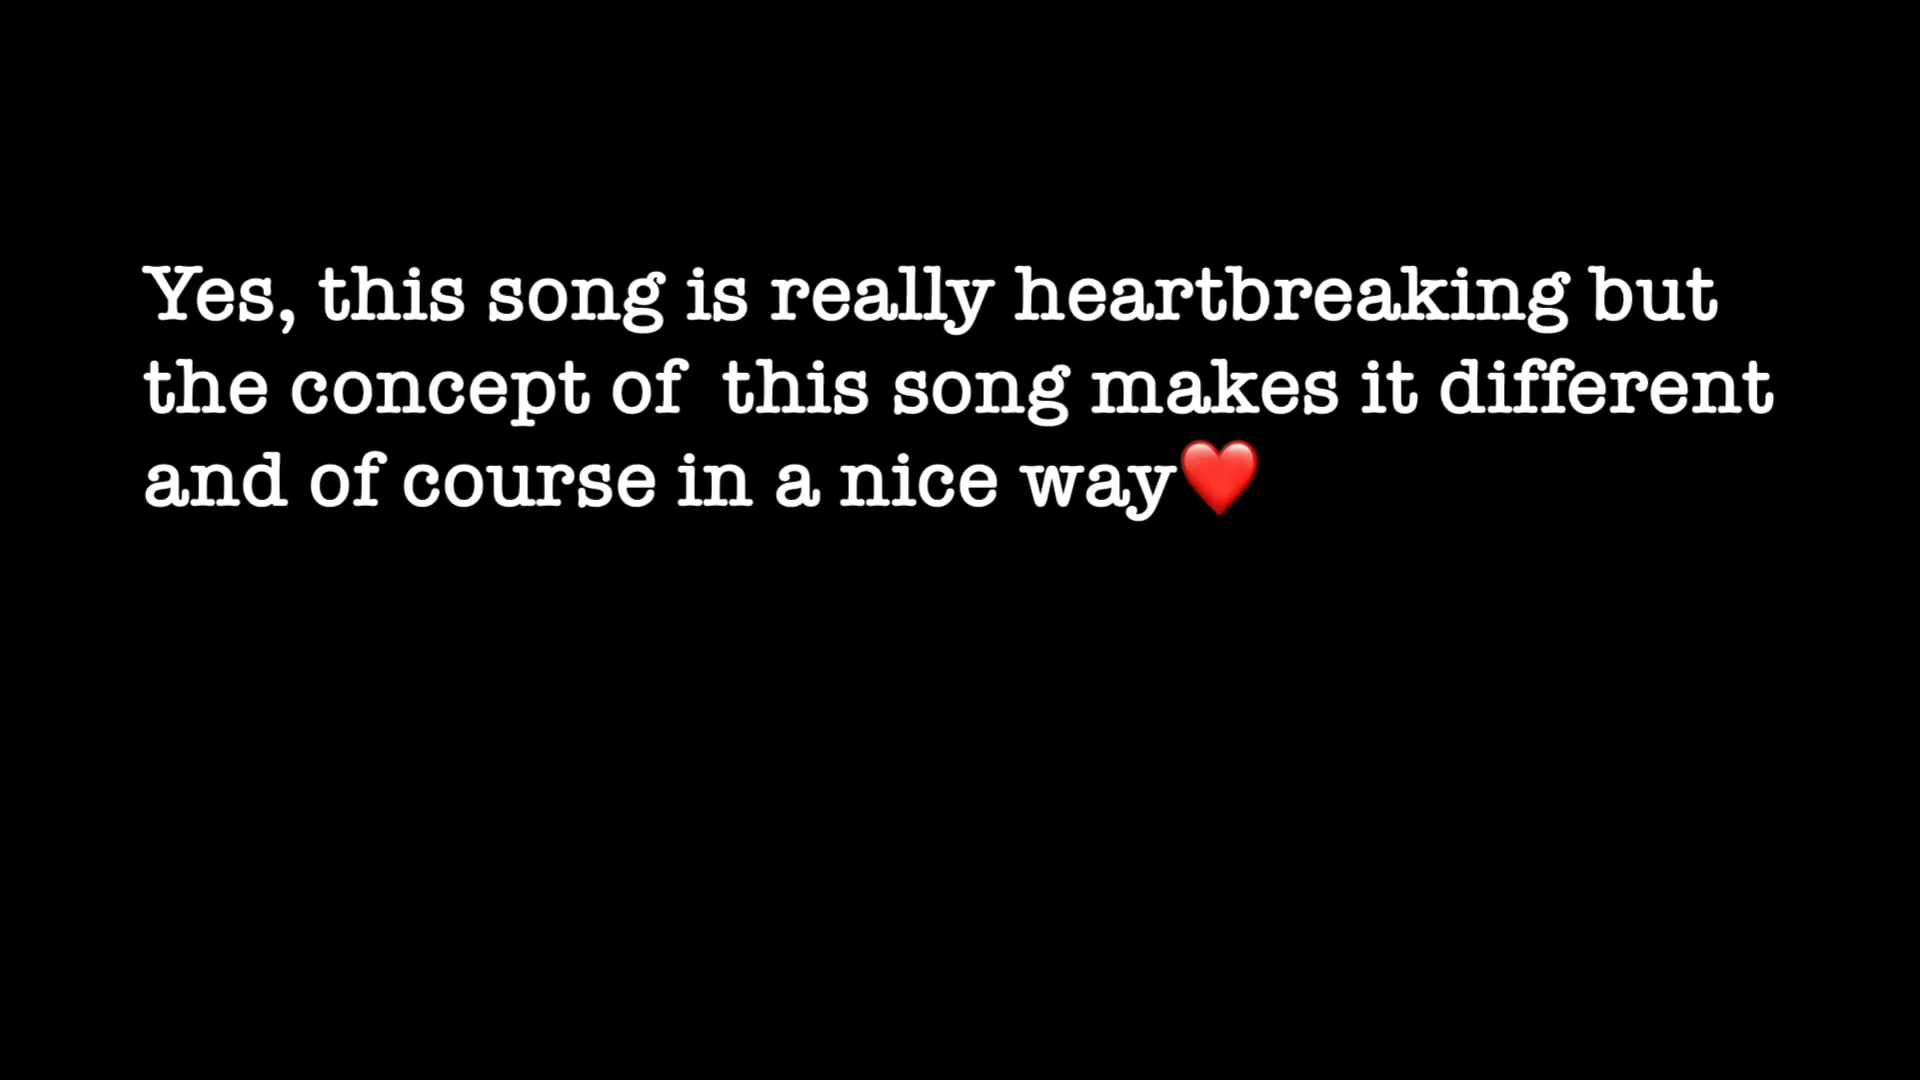 Yes, this song is really heartbreaking but
the concept of  this song makes it different
and of course in a nice way❤️